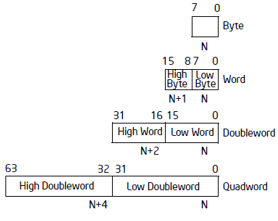 7 0
Byte
N
15 8 7 0
High Byte
Low Byte
Word
N+1 N
31 16 15 0
High Word Low Word
Doubleword
N+2 N
63 32 31 0
High Doubleword Low Doubleword
Quadword
N+4 N